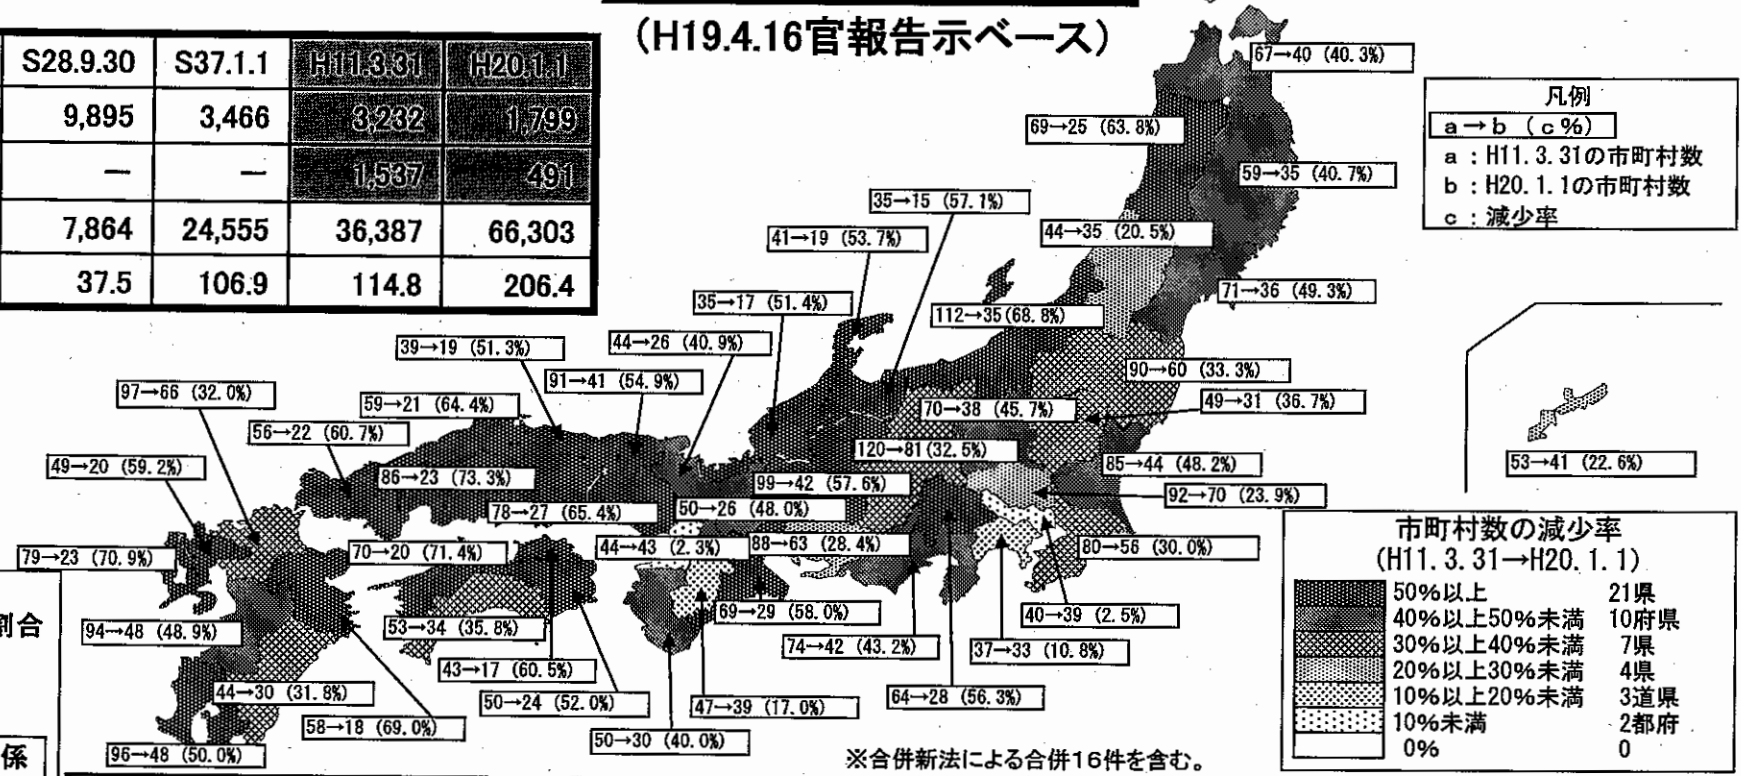 (H19.4.16官報告示ベース)
S28.9.30 S37.1.1 H11.3.31 H20.1.1
9,895 3,466 3,232 1,799
― ― 1,537 491
7,864 24,555 36,387 66,303
37.5 106.9 114.8 206.4
凡例
a→b (c%)
a:H11.3.31の市町村数
b:H20.1.1の市町村数
c:減少率
67→40 (40.3%)
69→25 (63.8%)
59→35 (40.7%)
35→15 (57.1%)
44→35 (20.5%)
41→19 (53.7%)
71→36 (49.3%)
35→17 (51.4%)
112→35(68.8%)
39→19 (51.3%)
44→26 (40.9%)
90→60 (33.3%)
91→41 (54.9%)
97→66 (32.0%)
59→21 (64.4%)
70→38 (45.7%)
49→31 (36.7%)
56→22 (60.7%)
120→81(32.5%)
49→20 (59.2%)
86→23 (73.3%)
99→42 (57.6%)
85→44 (48.2%)
53→41 (22.6%)
92→70 (23.9%)
78→27 (65.4%)
50→26 (48.0%)
79→23 (70.9%)
70→20 (71.4%)
44→43 (2.3%)
88→63 (28.4%)
80→56 (30.0%)
69→29 (58.0%)
40→39 (2.5%)
割合
94→48 (48.9%)
53→34 (35.8%)
74→42 (43.2%)
37→33 (10.8%)
43→17 (60.5%)
44→30 (31.8%)
50→24 (52.0%)
47→39 (17.0%)
64→28 (56.3%)
58→18 (69.0%)
50→30 (40.0%)
96→48 (50.0%)
係
市町村数の減少率
(H11.3.31→H20.1.1)
50%以上 21県
40%以上50%未満 10府県
30%以上40%未満 7県
20%以上30%未満 4県
10%以上20%未満 3道県
10%未満 2都府
0% 0
※合併新法による合併16件を含む。